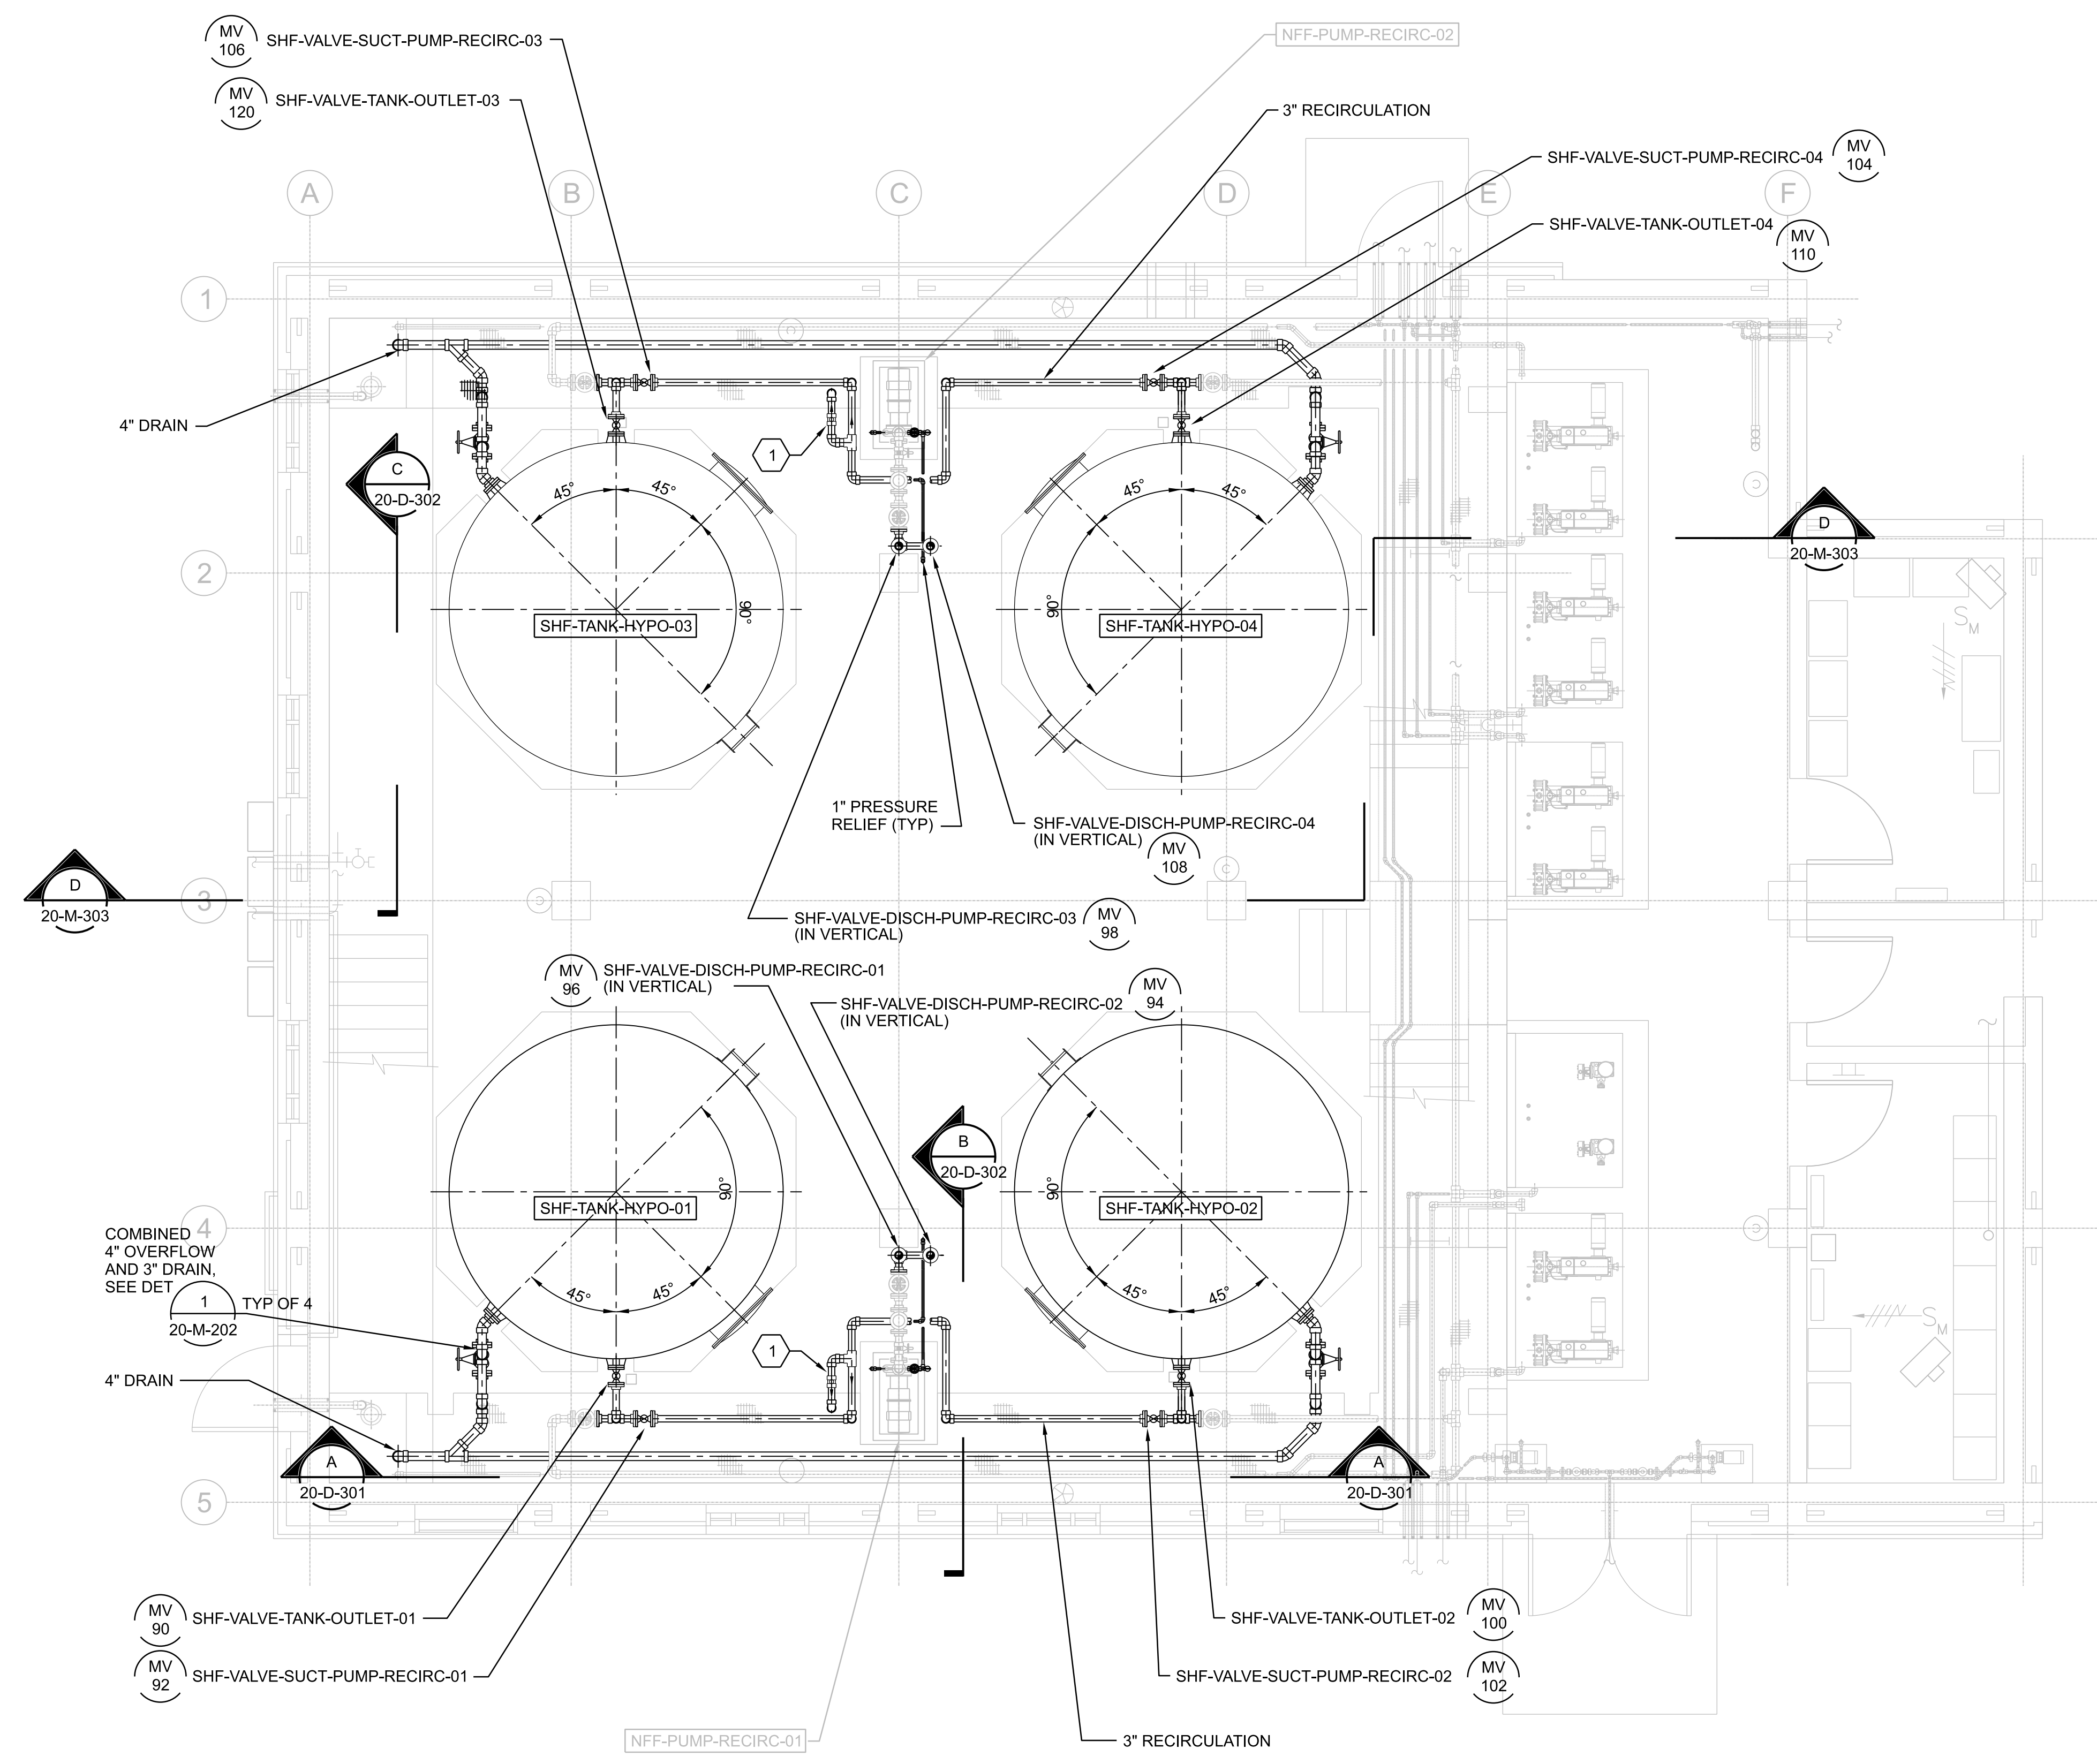 MV
106
SHF-VALVE-SUCT-PUMP-RECIRC-03
NFF-PUMP-RECIRC-02
MV
120
SHF-VALVE-TANK-OUTLET-03
3" RECIRCULATION
SHF-VALVE-SUCT-PUMP-RECIRC-04
MV
104
A
B
C
D
E
F
SHF-VALVE-TANK-OUTLET-04
MV
110
1
4" DRAIN
1
C
20-D-302
45°
45°
45°
45°
D
20-M-303
2
SHF-TANK-HYPO-03
90°
SHF-TANK-HYPO-04
90°
S
M
1" PRESSURE
RELIEF (TYP)
SHF-VALVE-DISCH-PUMP-RECIRC-04
(IN VERTICAL)
MV
108
D
20-M-303
3
SHF-VALVE-DISCH-PUMP-RECIRC-03
(IN VERTICAL)
MV
98
MV
96
SHF-VALVE-DISCH-PUMP-RECIRC-01
(IN VERTICAL)
SHF-VALVE-DISCH-PUMP-RECIRC-02
(IN VERTICAL)
MV
94
B
20-D-302
90°
90°
SHF-TANK-HYPO-01
SHF-TANK-HYPO-02
4
COMBINED
4" OVERFLOW
AND 3" DRAIN,
SEE DET
1
20-M-202
TYP OF 4
45°
45°
45°
45°
S
M
1
4" DRAIN
A
20-D-301
A
20-D-301
5
MV
90
SHF-VALVE-TANK-OUTLET-01
SHF-VALVE-TANK-OUTLET-02
MV
100
MV
92
SHF-VALVE-SUCT-PUMP-RECIRC-01
SHF-VALVE-SUCT-PUMP-RECIRC-02
MV
102
NFF-PUMP-RECIRC-01
3" RECIRCULATION